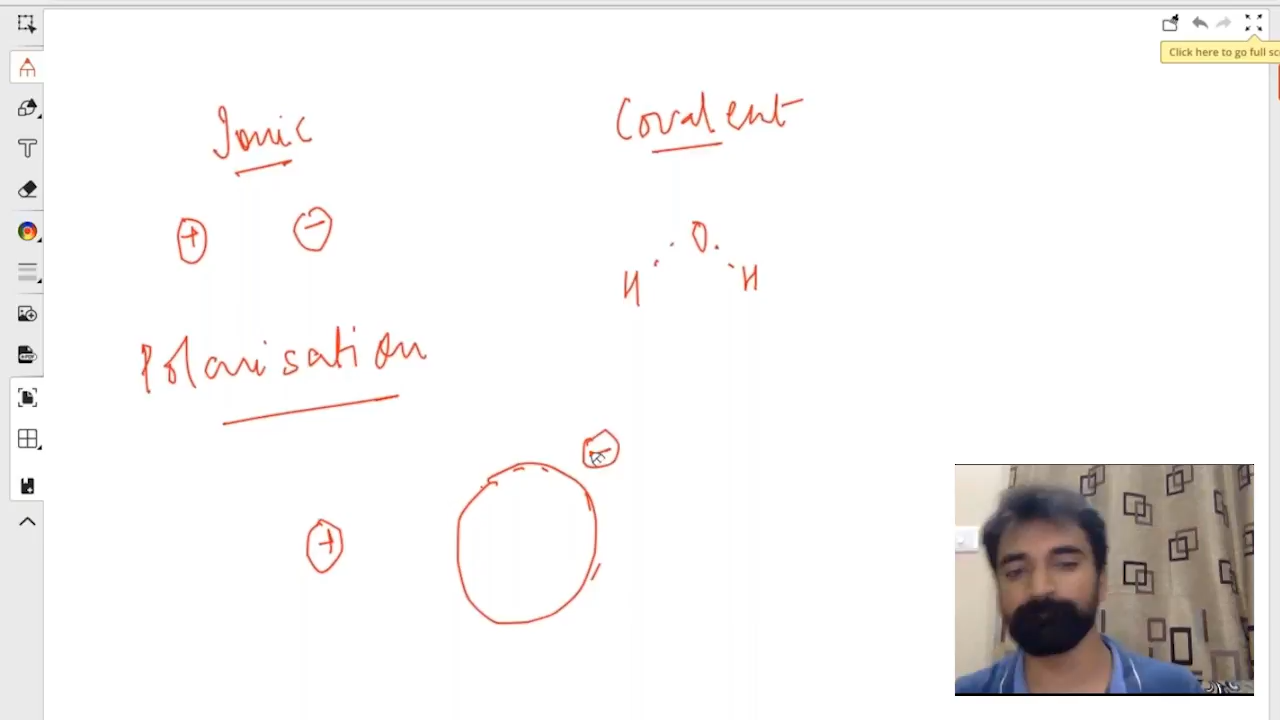 Click here to go full sc
Ionic
Covalent
+ −
O
H H
Polarisation
−
+